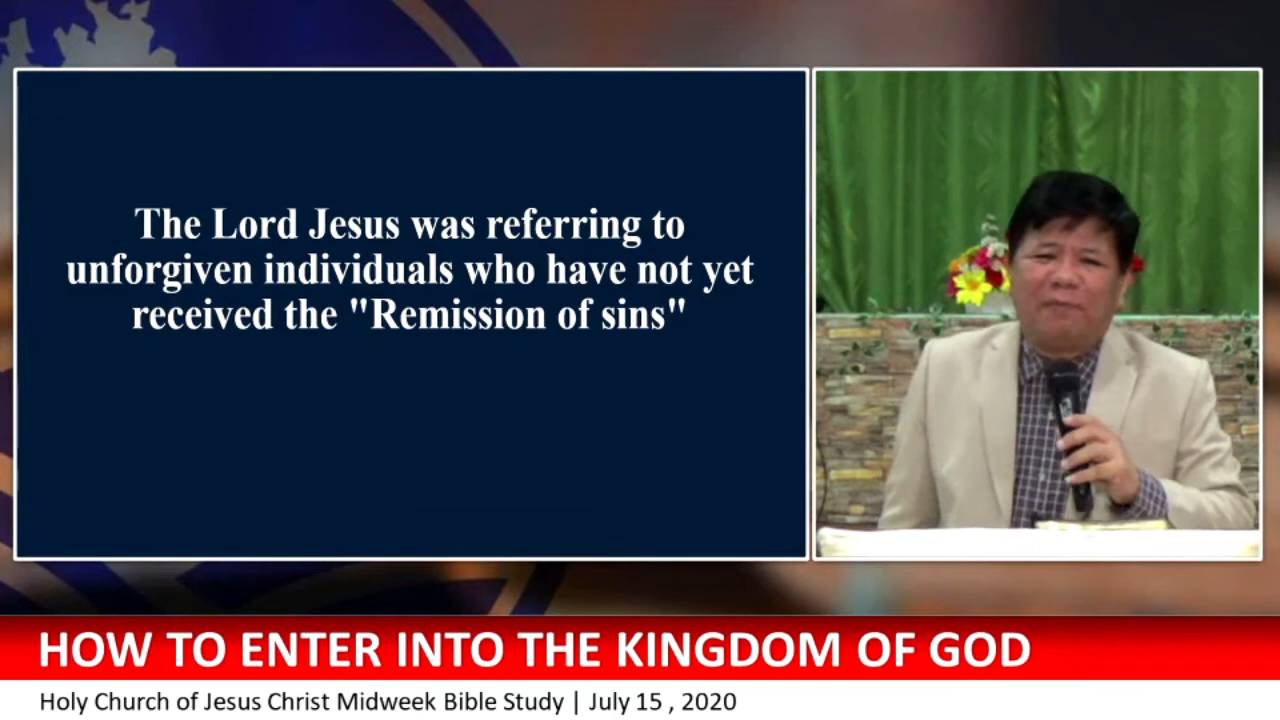 The Lord Jesus was referring to
unforgiven individuals who have not yet
received the "Remission of sins"
HOW TO ENTER INTO THE KINGDOM OF GOD
Holy Church of Jesus Christ Midweek Bible Study | July 15 , 2020